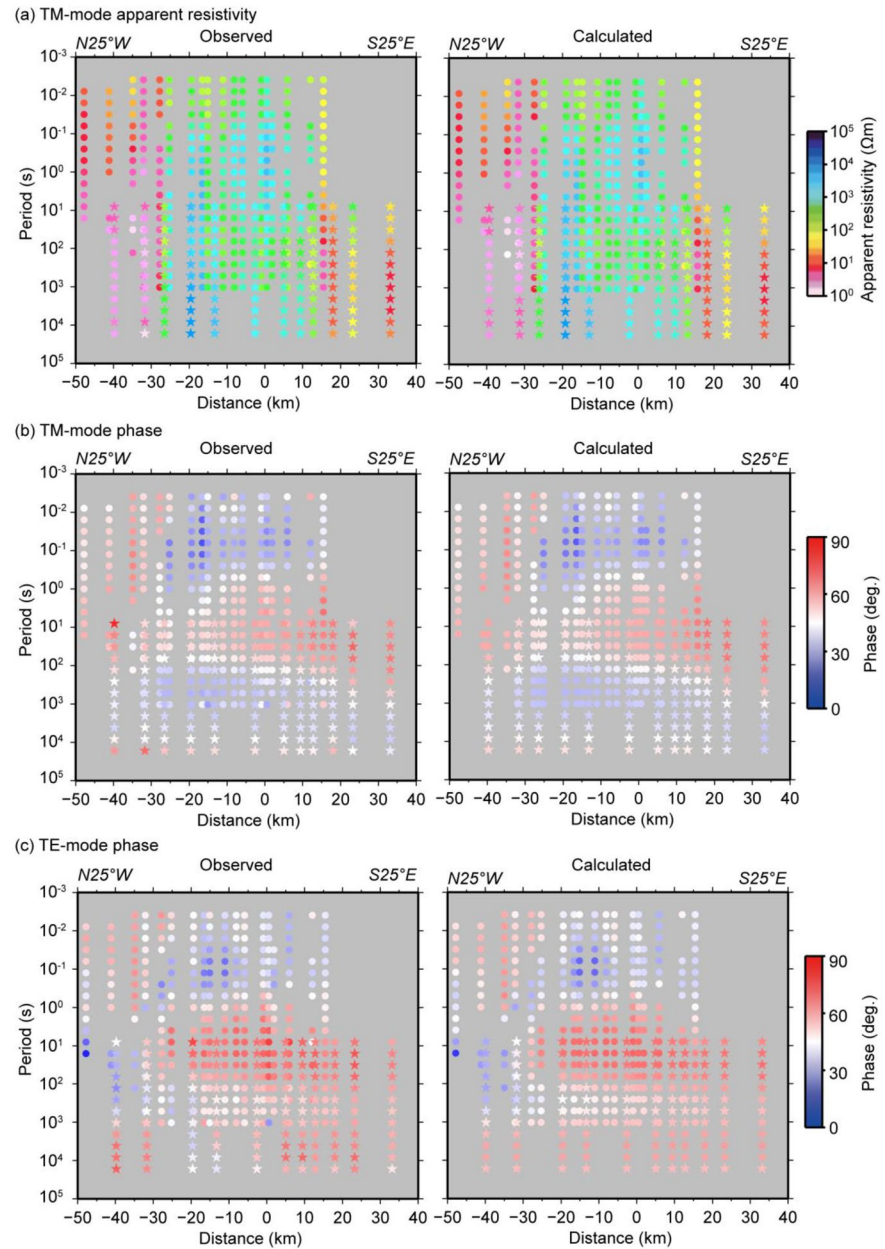 (a) TM-mode apparent resistivity
N25°W Observed
Calculated S25°E
10⁻³
10⁻²
10⁻¹
10⁰
10¹
10²
10³
10⁴
10⁵
Period (s)
−50 −40 −30 −20 −10 0 10 20 30 40
Distance (km)
−50 −40 −30 −20 −10 0 10 20 30 40
Distance (km)
10⁵
10⁴
10³
10²
10¹
10⁰
Apparent resistivity (Ωm)
(b) TM-mode phase
N25°W Observed S25°E
N25°W Calculated S25°E
10⁻³
10⁻²
10⁻¹
10⁰
10¹
10²
10³
10⁴
10⁵
Period (s)
−50 −40 −30 −20 −10 0 10 20 30 40
Distance (km)
−50 −40 −30 −20 −10 0 10 20 30 40
Distance (km)
90
60
30
0
Phase (deg.)
(c) TE-mode phase
N25°W Observed S25°E
N25°W Calculated S25°E
10⁻³
10⁻²
10⁻¹
10⁰
10¹
10²
10³
10⁴
10⁵
Period (s)
−50 −40 −30 −20 −10 0 10 20 30 40
Distance (km)
−50 −40 −30 −20 −10 0 10 20 30 40
Distance (km)
90
60
30
0
Phase (deg.)